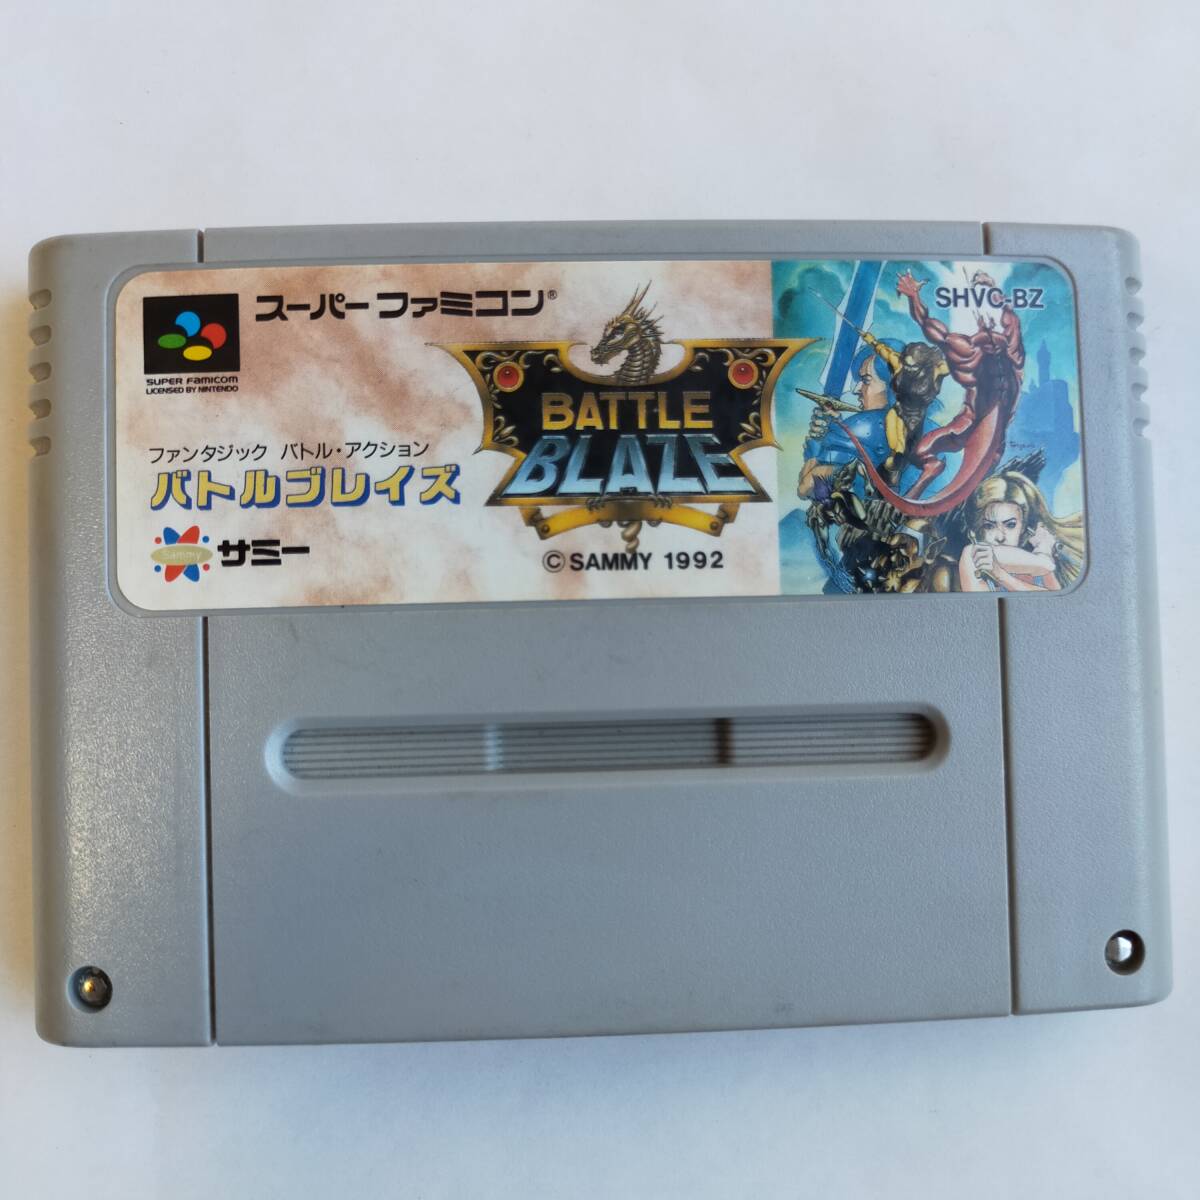 スーパーファミコン®
SUPER FAMICOM
LICENSED BY NINTENDO
ファンタジック バトル・アクション
バトルブレイズ
Sammy サミー
BATTLE
BLAZE
© SAMMY 1992
SHVC-BZ